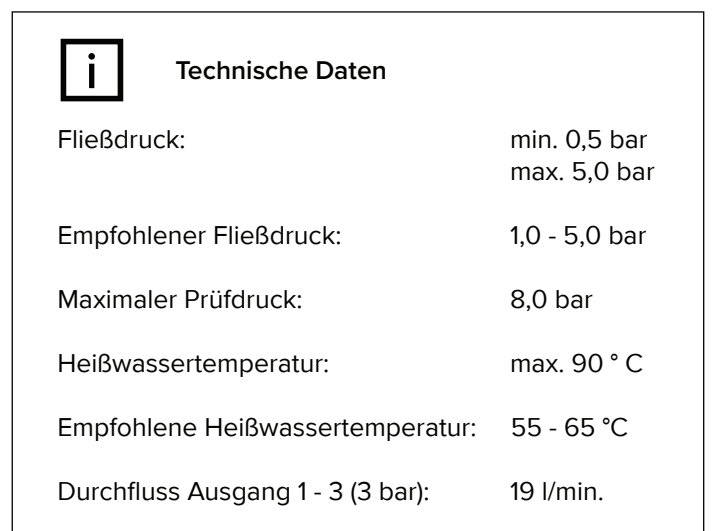 i Technische Daten
Fließdruck: min. 0,5 bar
max. 5,0 bar
Empfohlener Fließdruck: 1,0 - 5,0 bar
Maximaler Prüfdruck: 8,0 bar
Heißwassertemperatur: max. 90 ° C
Empfohlene Heißwassertemperatur: 55 - 65 °C
Durchfluss Ausgang 1 - 3 (3 bar): 19 l/min.